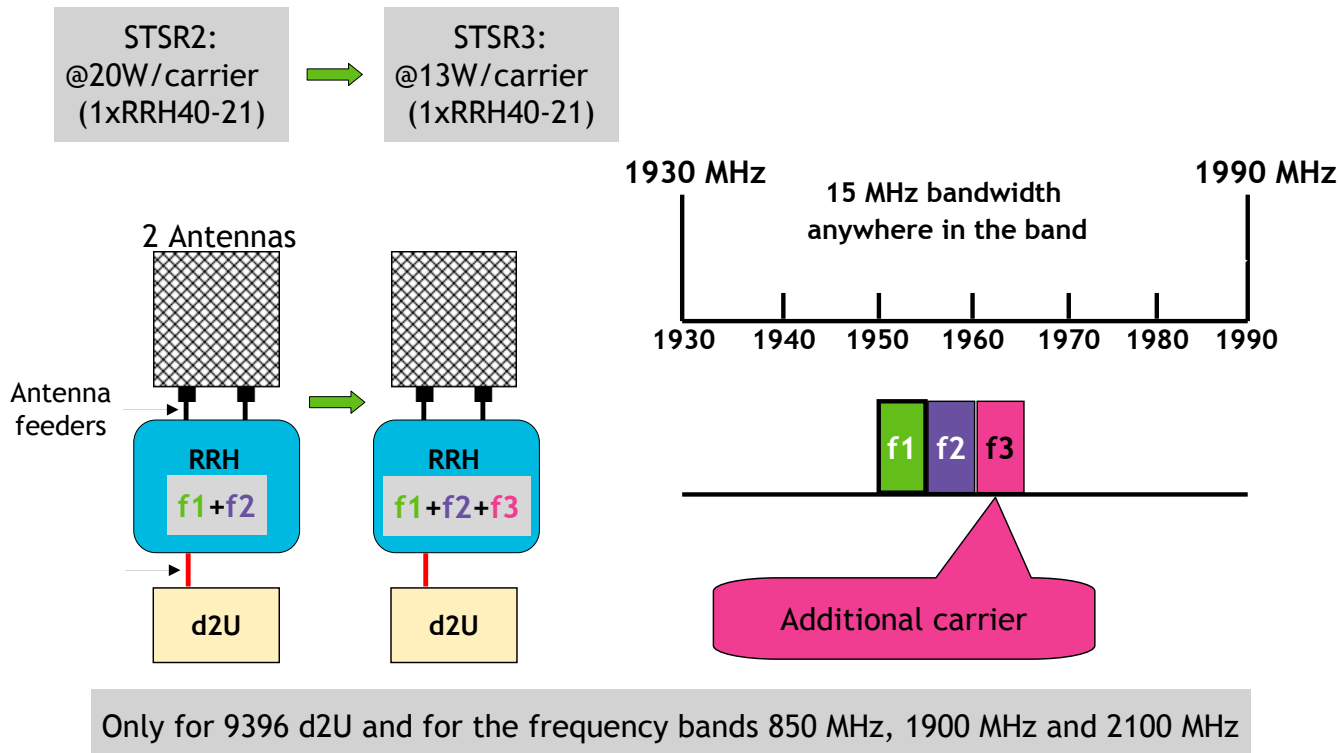 STSR2:
@20W/carrier
(1xRRH40-21)
STSR3:
@13W/carrier
(1xRRH40-21)
1930 MHz
1990 MHz
15 MHz bandwidth
anywhere in the band
1930
1940
1950
1960
1970
1980
1990
2 Antennas
Antenna
feeders
RRH
f1+f2
RRH
f1+f2+f3
d2U
d2U
f1
f2
f3
Additional carrier
Only for 9396 d2U and for the frequency bands 850 MHz, 1900 MHz and 2100 MHz